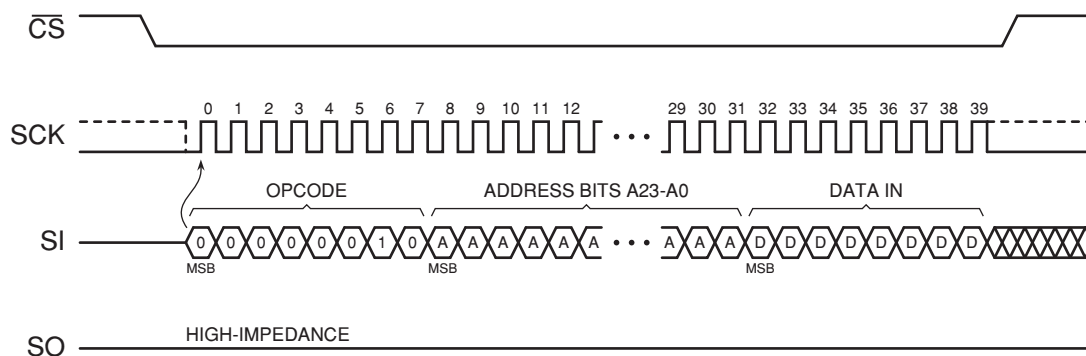 CS
SCK
0 1 2 3 4 5 6 7 8 9 10 11 12 29 30 31 32 33 34 35 36 37 38 39
OPCODE ADDRESS BITS A23-A0 DATA IN
SI
0 0 0 0 0 0 1 0 A A A A A A A A A D D D D D D D D
MSB MSB MSB
HIGH-IMPEDANCE
SO